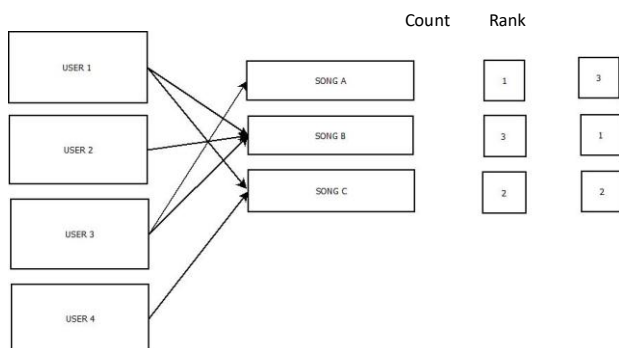 Count Rank
USER 1
SONG A
1
3
USER 2
SONG B
3
1
USER 3
SONG C
2
2
USER 4